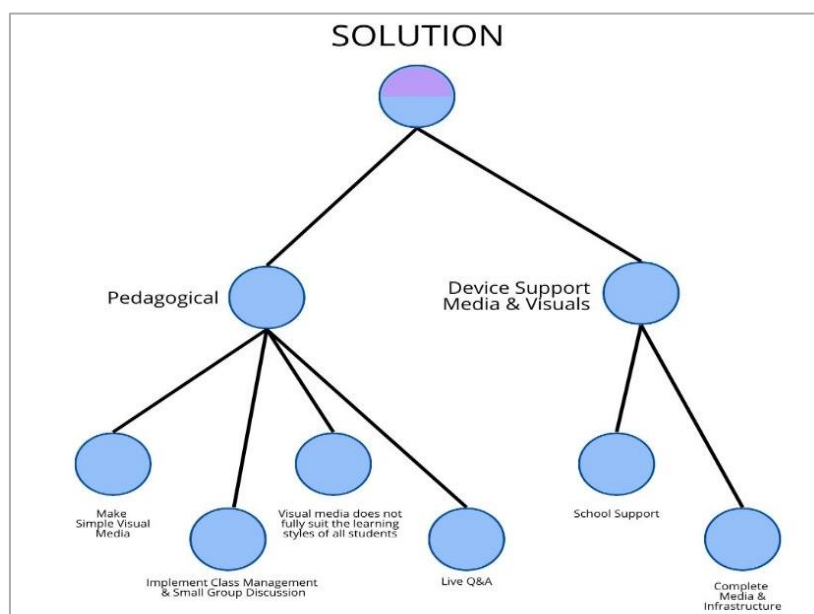 SOLUTION
Pedagogical
Device Support
Media & Visuals
Make
Simple Visual
Media
Visual media does not
fully suit the learning
styles of all students
School Support
Implement Class Management
& Small Group Discussion
Live Q&A
Complete
Media &
Infrastructure